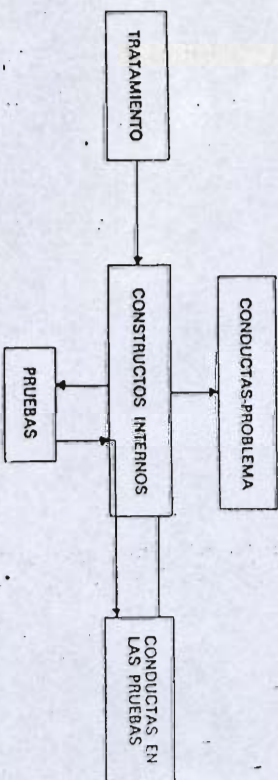 TRATAMIENTO
CONSTRUCTOS INTERNOS
CONDUCTAS-PROBLEMA
PRUEBAS
CONDUCTAS EN
LAS PRUEBAS